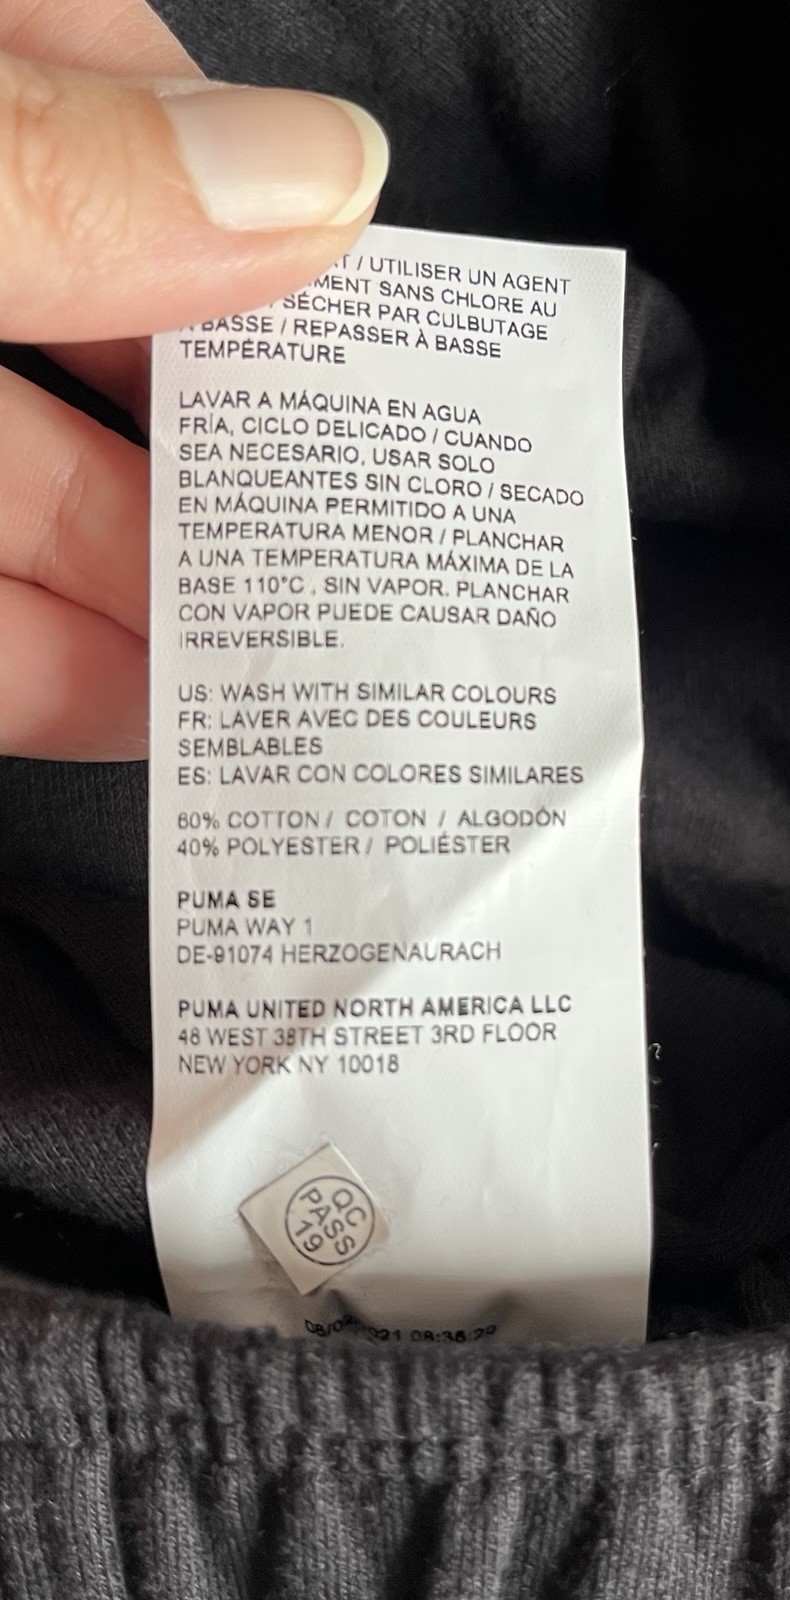 / UTILISER UN AGENT
SANS CHLORE AU
/ SÉCHER PAR CULBUTAGE
BASSE / REPASSER À BASSE
TEMPÉRATURE
LAVAR A MÁQUINA EN AGUA
FRÍA, CICLO DELICADO / CUANDO
SEA NECESARIO, USAR SOLO
BLANQUEANTES SIN CLORO / SECADO
EN MÁQUINA PERMITIDO A UNA
TEMPERATURA MENOR / PLANCHAR
A UNA TEMPERATURA MÁXIMA DE LA
BASE 110°C , SIN VAPOR. PLANCHAR
CON VAPOR PUEDE CAUSAR DAÑO
IRREVERSIBLE.
US: WASH WITH SIMILAR COLOURS
FR: LAVER AVEC DES COULEURS
SEMBLABLES
ES: LAVAR CON COLORES SIMILARES
60% COTTON / COTON / ALGODÓN
40% POLYESTER / POLIÉSTER
PUMA SE
PUMA WAY 1
DE-91074 HERZOGENAURACH
PUMA UNITED NORTH AMERICA LLC
48 WEST 38TH STREET 3RD FLOOR
NEW YORK NY 10018
QC
PASS
19